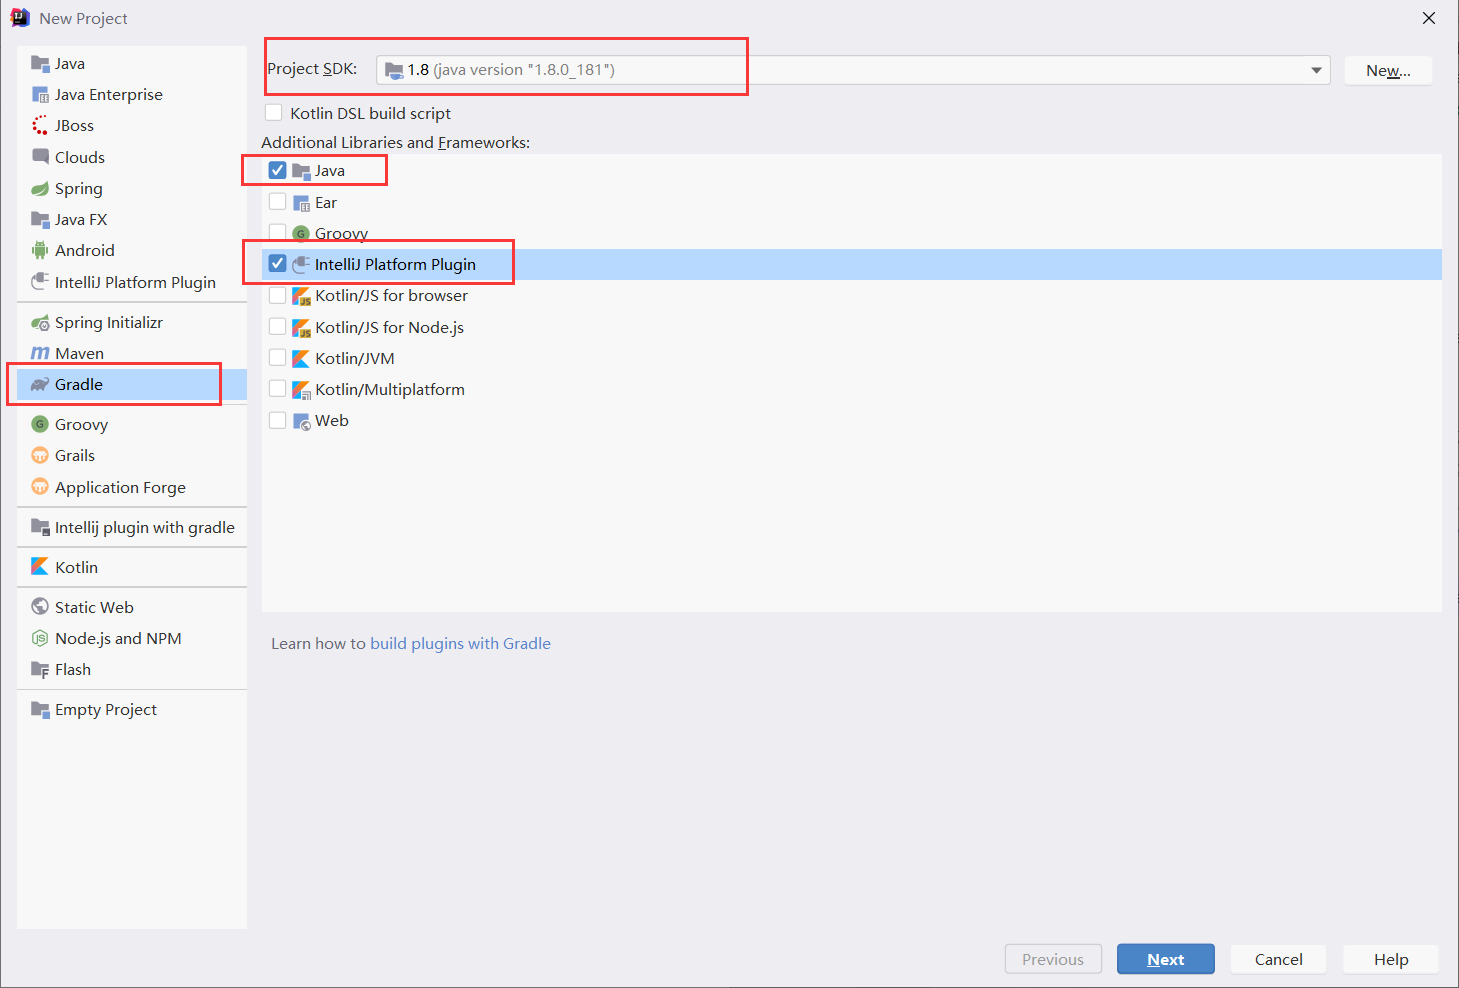 New Project
Java
Java Enterprise
JBoss
Clouds
Spring
Java FX
Android
IntelliJ Platform Plugin
Spring Initializr
Maven
Gradle
Groovy
Grails
Application Forge
Intellij plugin with gradle
Kotlin
Static Web
Node.js and NPM
Flash
Empty Project
Project SDK: 1.8 (java version "1.8.0_181") New...
Kotlin DSL build script
Additional Libraries and Frameworks:
Java
Ear
Groovy
IntelliJ Platform Plugin
Kotlin/JS for browser
Kotlin/JS for Node.js
Kotlin/JVM
Kotlin/Multiplatform
Web
Learn how to build plugins with Gradle
Previous Next Cancel Help